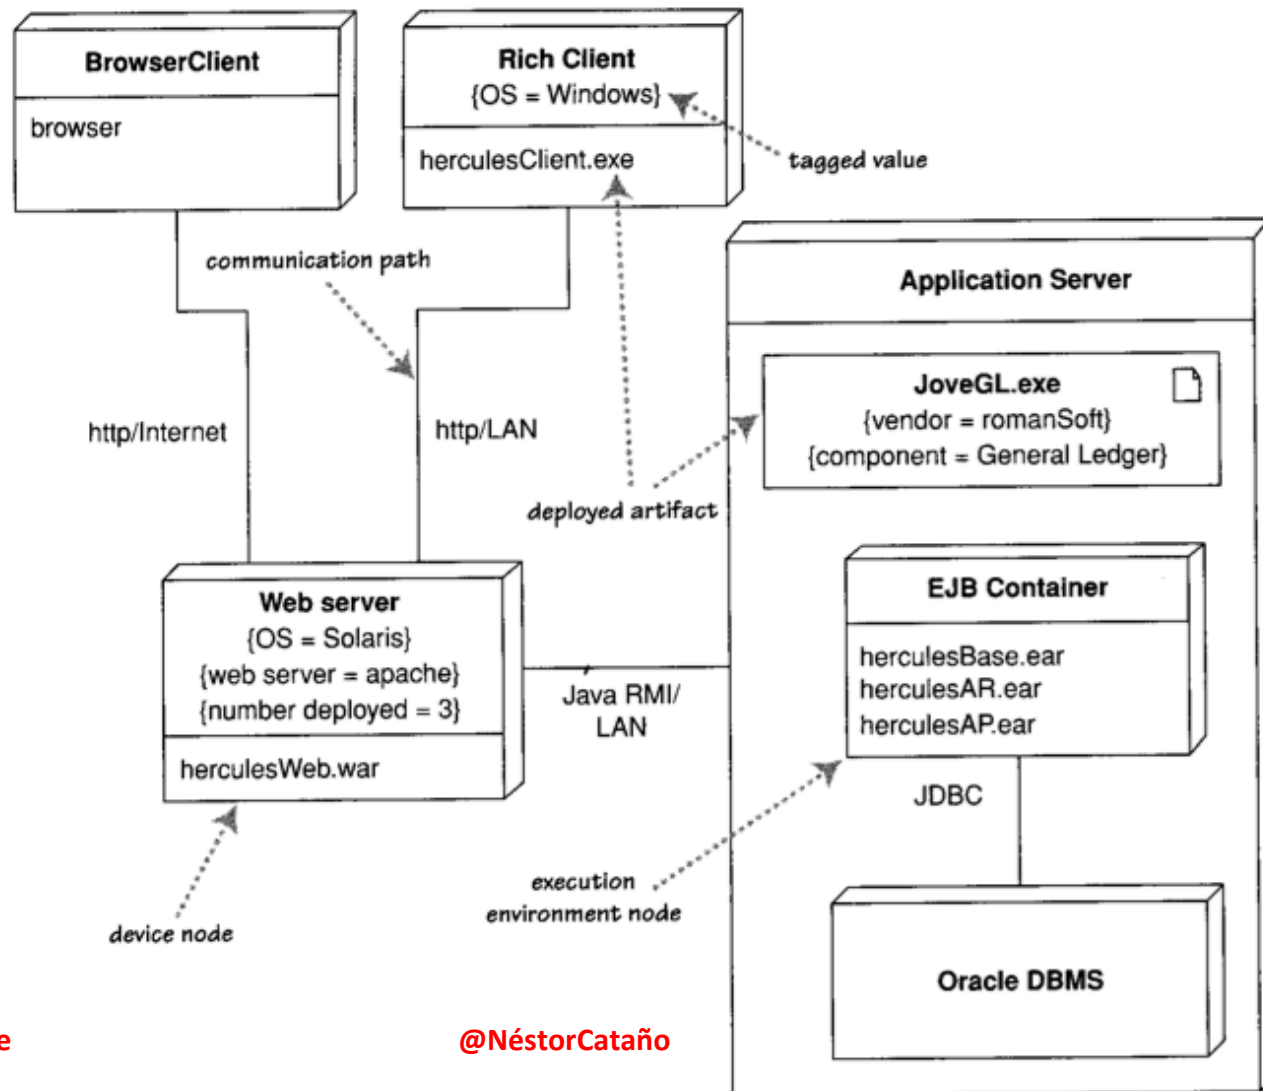 BrowserClient
browser
Rich Client
{OS = Windows}
herculesClient.exe
tagged value
communication path
http/Internet
http/LAN
deployed artifact
Application Server
JoveGL.exe
{vendor = romanSoft}
{component = General Ledger}
EJB Container
herculesBase.ear
herculesAR.ear
herculesAP.ear
JDBC
Oracle DBMS
Web server
{OS = Solaris}
{web server = apache}
{number deployed = 3}
herculesWeb.war
Java RMI/
LAN
execution
environment node
device node
e
@NéstorCataño